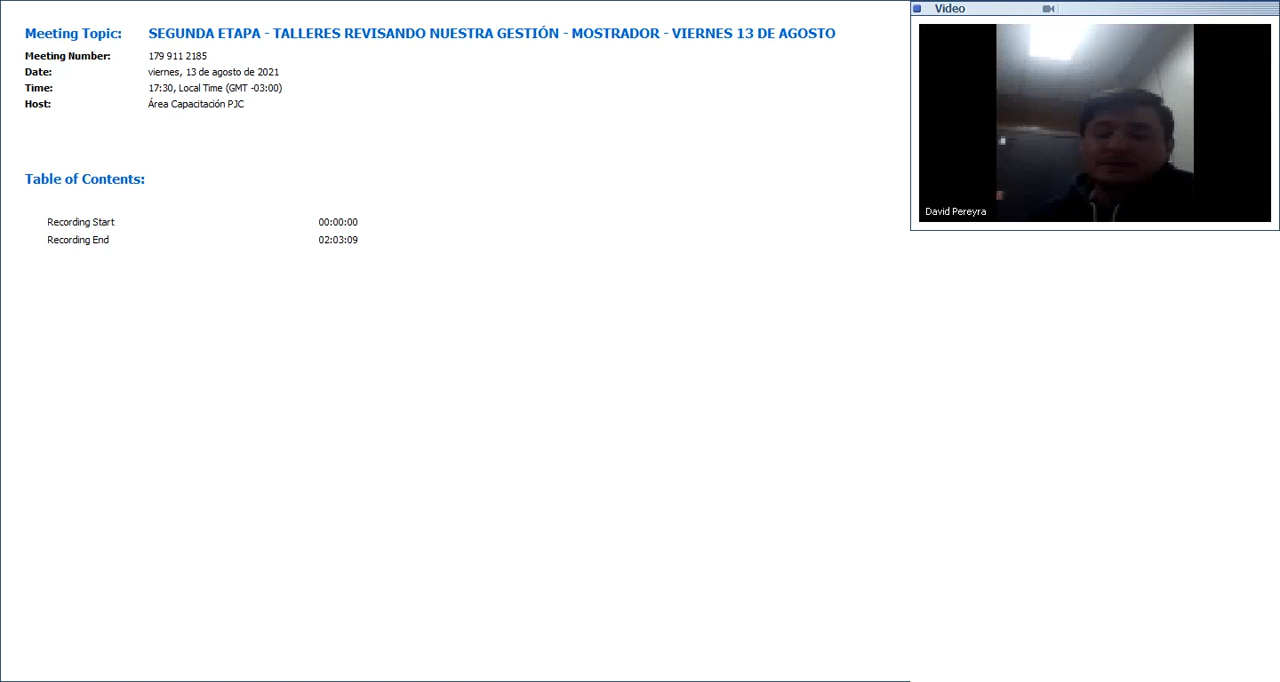 Meeting Topic: SEGUNDA ETAPA - TALLERES REVISANDO NUESTRA GESTIÓN - MOSTRADOR - VIERNES 13 DE AGOSTO
Meeting Number: 179 911 2185
Date: viernes, 13 de agosto de 2021
Time: 17:30, Local Time (GMT -03:00)
Host: Área Capacitación PJC
Table of Contents:
Recording Start 00:00:00
Recording End 02:03:09
Video
David Pereyra